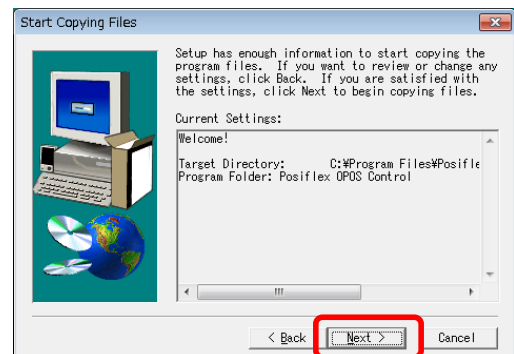 Start Copying Files
Setup has enough information to start copying the
program files.  If you want to review or change any
settings, click Back.  If you are satisfied with
the settings, click Next to begin copying files.
Current Settings:
Welcome!
Target Directory:      C:¥Program Files¥Posifle
Program Folder: Posiflex OPOS Control
< Back
Next >
Cancel